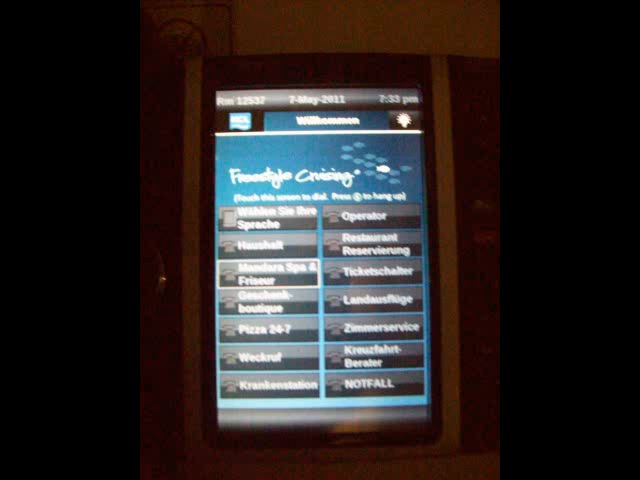 Rm 12537 7-May-2011 7:33 pm
NCL Willkommen
Freestyle Cruising
(Touch this screen to dial. Press to hang up)
Wählen Sie Ihre
Sprache
Operator
Haushalt
Restaurant
Reservierung
Mandara Spa &
Friseur
Ticketschalter
Geschenk-
boutique
Landausflüge
Pizza 24-7
Zimmerservice
Weckruf
Kreuzfahrt-
Berater
Krankenstation
NOTFALL